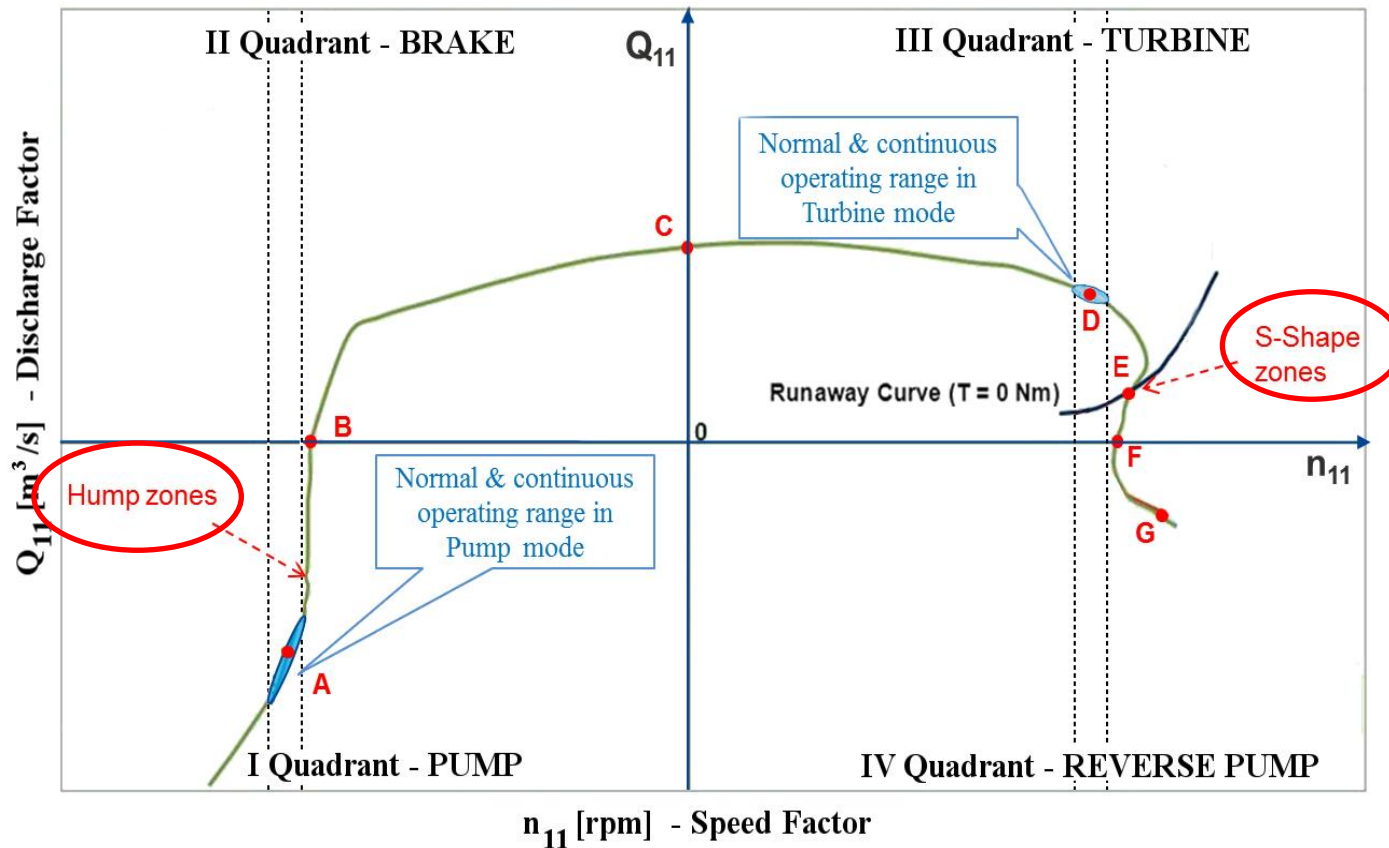 II Quadrant - BRAKE
Q11
III Quadrant - TURBINE
Normal & continuous
operating range in
Turbine mode
C
D
E
S-Shape
zones
Runaway Curve (T = 0 Nm)
B
0
F
n11
Hump zones
Normal & continuous
operating range in
Pump mode
G
A
I Quadrant - PUMP
IV Quadrant - REVERSE PUMP
n11 [rpm] - Speed Factor
Q11 [m³/s] - Discharge Factor